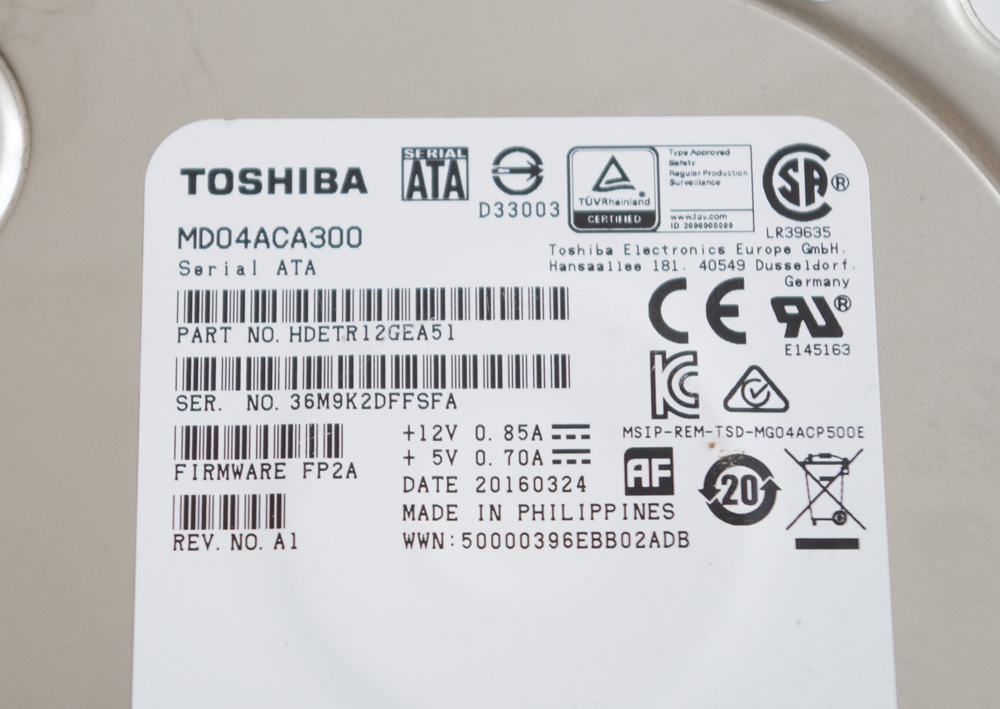 TOSHIBA
SERIAL
ATA
D33003
TÜVRheinland
CERTIFIED
Type Approved
Safety
Regular Production
Surveillance
www.tuv.com
ID 2000000000
SA ®
LR39635
MD04ACA300
Serial ATA
Toshiba Electronics Europe GmbH.
Hansaallee 181. 40549 Dusseldorf.
Germany
CE
®
E145163
PART NO. HDETR12GEA51
SER. NO. 36M9K2DFFSFA
MSIP-REM-TSD-MG04ACP500E
FIRMWARE FP2A
REV. NO. A1
+12V 0.85A
+ 5V 0.70A
DATE 20160324
MADE IN PHILIPPINES
WWN:50000396EBB02ADB
AF
20